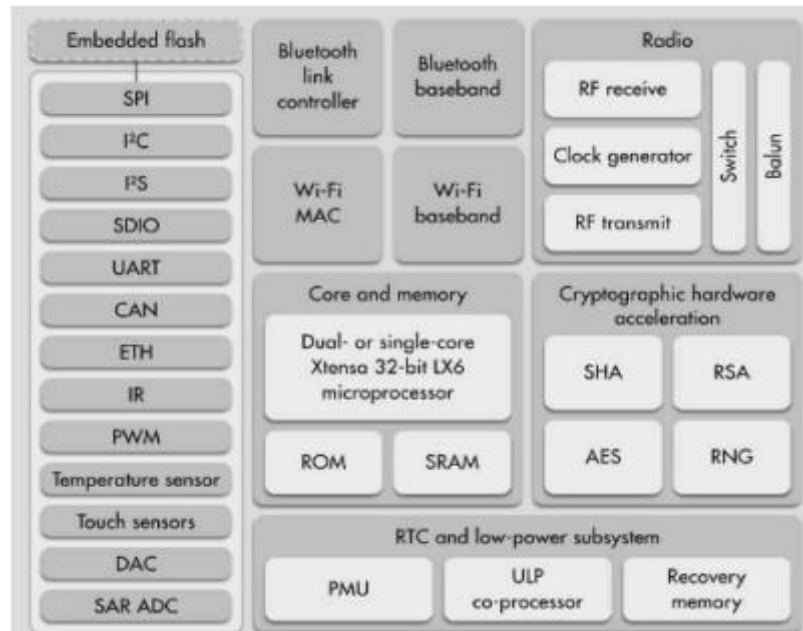 Embedded flash
SPI
I²C
I²S
SDIO
UART
CAN
ETH
IR
PWM
Temperature sensor
Touch sensors
DAC
SAR ADC
Bluetooth
link
controller
Bluetooth
baseband
Wi-Fi
MAC
Wi-Fi
baseband
Radio
RF receive
Clock generator
RF transmit
Switch
Balun
Core and memory
Dual- or single-core
Xtensa 32-bit LX6
microprocessor
ROM
SRAM
Cryptographic hardware
acceleration
SHA
RSA
AES
RNG
RTC and low-power subsystem
PMU
ULP
co-processor
Recovery
memory